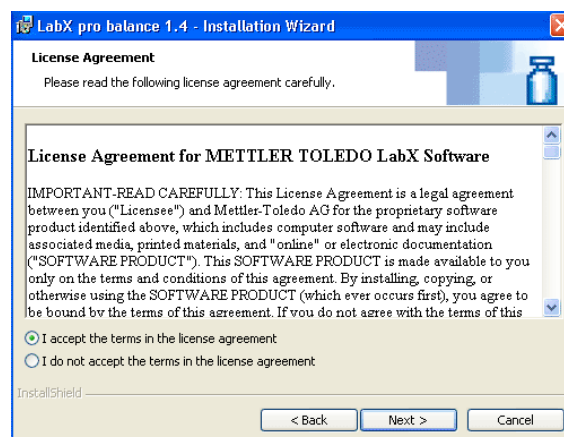 LabX pro balance 1.4 - Installation Wizard
License Agreement
Please read the following license agreement carefully.
License Agreement for METTLER TOLEDO LabX Software
IMPORTANT-READ CAREFULLY: This License Agreement is a legal agreement
between you ("Licensee") and Mettler-Toledo AG for the proprietary software
product identified above, which includes computer software and may include
associated media, printed materials, and "online" or electronic documentation
("SOFTWARE PRODUCT"). This SOFTWARE PRODUCT is made available to you
only on the terms and conditions of this agreement. By installing, copying, or
otherwise using the SOFTWARE PRODUCT (which ever occurs first), you agree to
be bound by the terms of this agreement. If you do not agree with the terms of this
I accept the terms in the license agreement
I do not accept the terms in the license agreement
InstallShield
< Back
Next >
Cancel